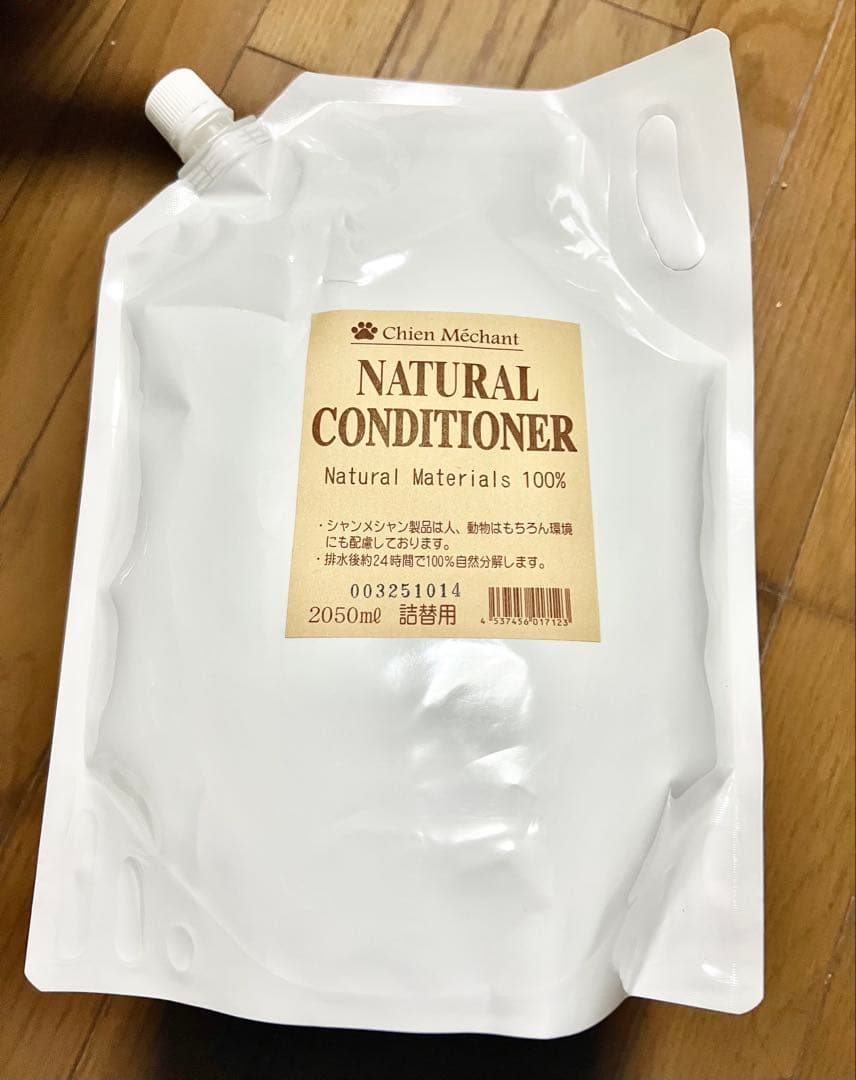 Chien Méchant
NATURAL
CONDITIONER
Natural Materials 100%
・シャンメシャン製品は人、動物はもちろん環境
にも配慮しております。
・排水後約24時間で100%自然分解します。
003251014
2050mℓ 詰替用
4 537456 017123